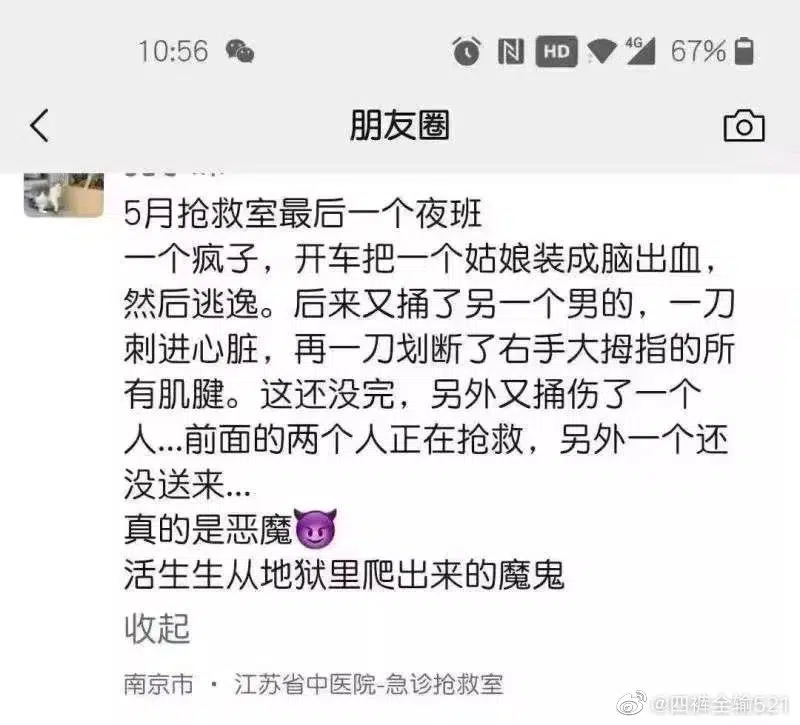 10:56
HD
4G
67%
朋友圈
5月抢救室最后一个夜班
一个疯子，开车把一个姑娘装成脑出血，
然后逃逸。后来又捅了另一个男的，一刀
刺进心脏，再一刀划断了右手大拇指的所
有肌腱。这还没完，另外又捅伤了一个
人...前面的两个人正在抢救，另外一个还
没送来...
真的是恶魔😈
活生生从地狱里爬出来的魔鬼
收起
南京市 · 江苏省中医院-急诊抢救室
@四裤全输621